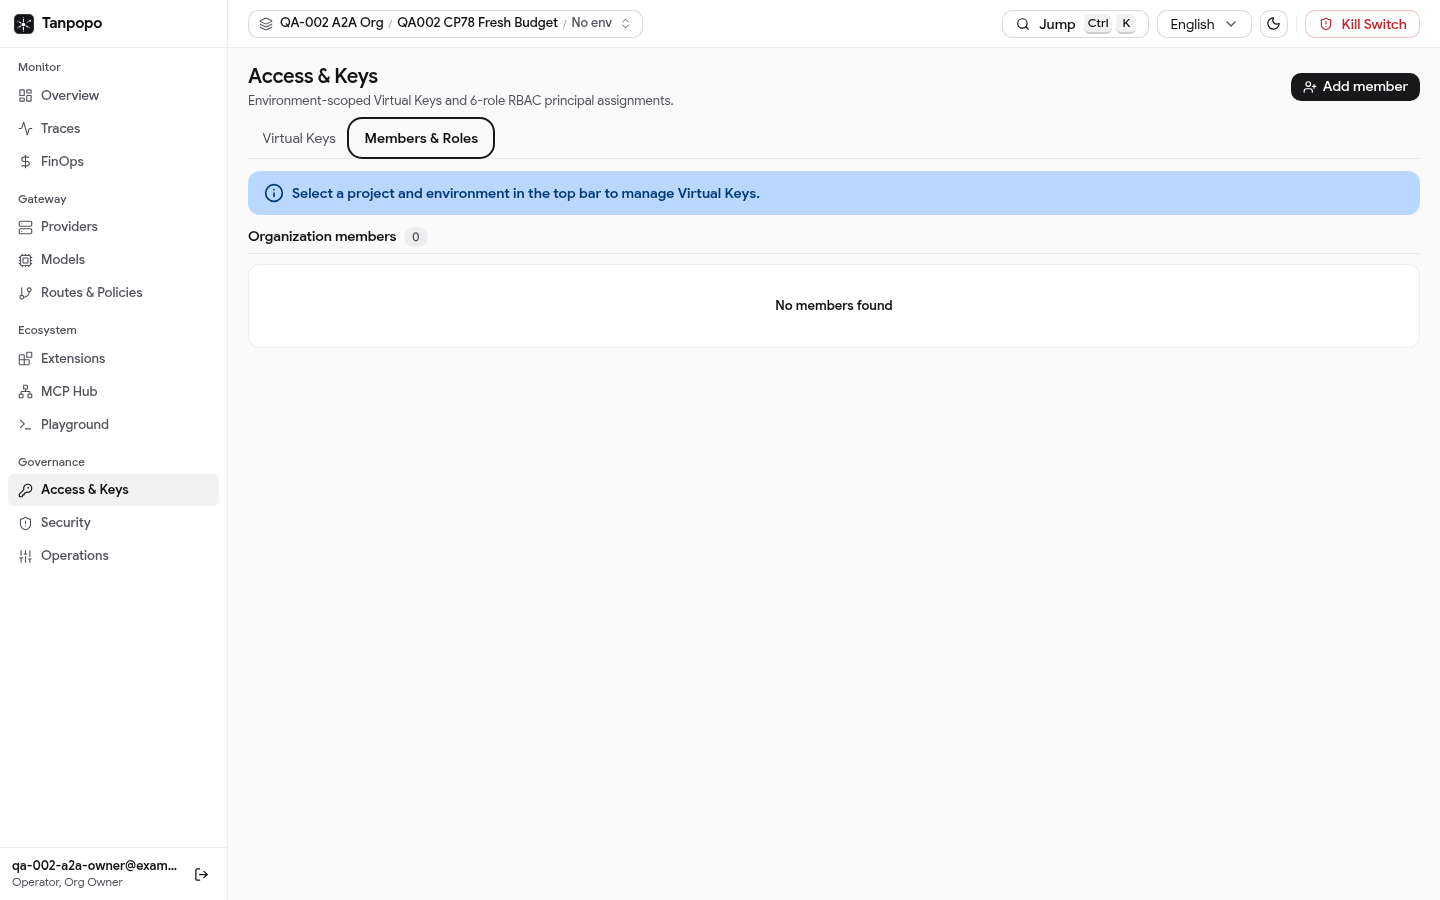 Tanpopo
QA-002 A2A Org / QA002 CP78 Fresh Budget / No env
Jump Ctrl K
English
Kill Switch
Monitor
Overview
Traces
FinOps
Gateway
Providers
Models
Routes & Policies
Ecosystem
Extensions
MCP Hub
Playground
Governance
Access & Keys
Security
Operations
qa-002-a2a-owner@exam...
Operator, Org Owner
Access & Keys
Environment-scoped Virtual Keys and 6-role RBAC principal assignments.
Add member
Virtual Keys
Members & Roles
Select a project and environment in the top bar to manage Virtual Keys.
Organization members 0
No members found